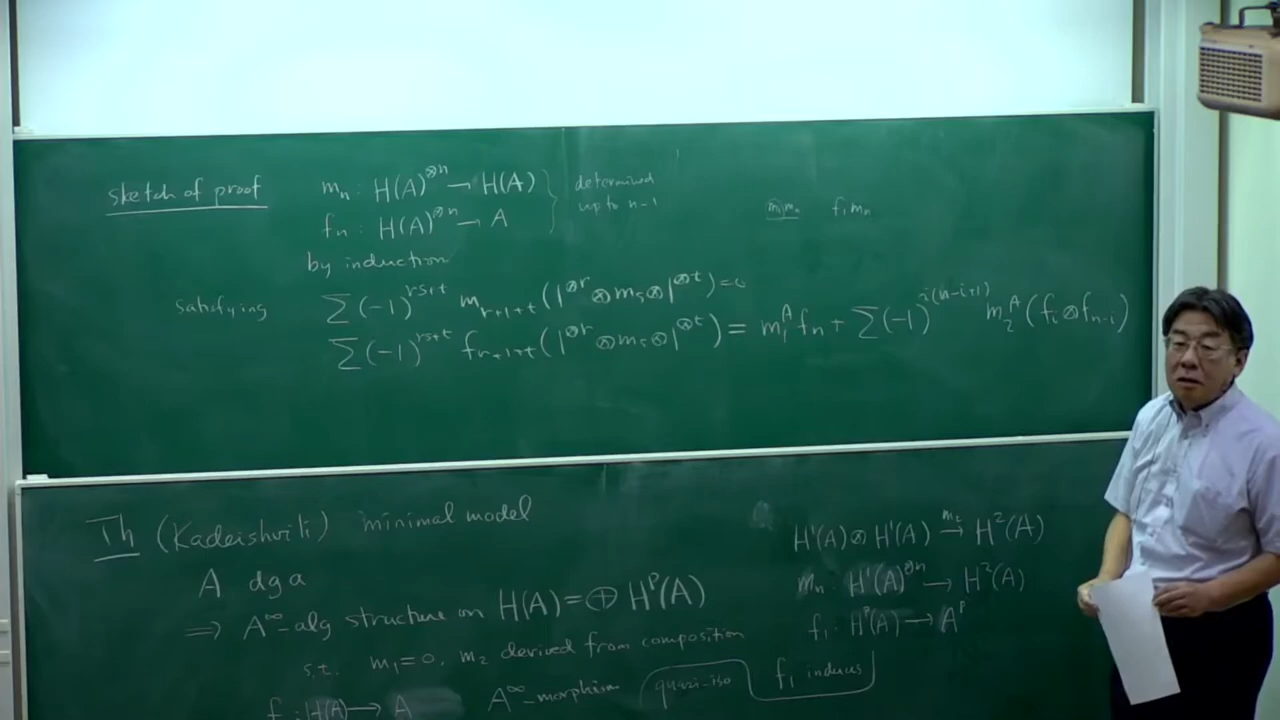 sketch of proof
m_n : H(A)^{⊗n} → H(A)
f_n : H(A)^{⊗n} → A
} determined
up to n-1
m_1 m_n f_1 m_n
by induction
satisfying
∑(-1)^{rs+t} m_{r+1+t} (1^{⊗r} ⊗ m_s ⊗ 1^{⊗t}) = 0
∑(-1)^{rs+t} f_{r+1+t} (1^{⊗r} ⊗ m_s ⊗ 1^{⊗t}) = m_1^A f_n + ∑(-1)^{i(n-i+1)} m_2^A (f_i ⊗ f_{n-i})
Th (Kadeishvili) minimal model
A dga
⇒ A^∞-alg structure on H(A) = ⊕ H^p(A)
s.t. m_1=0, m_2 derived from composition
f : H(A) → A A^∞-morphism quasi-iso f_1 induces
H^1(A) ⊗ H^1(A) →^{m_2} H^2(A)
m_n : H^1(A)^{⊗n} → H^2(A)
f_1 : H^p(A) → A^p